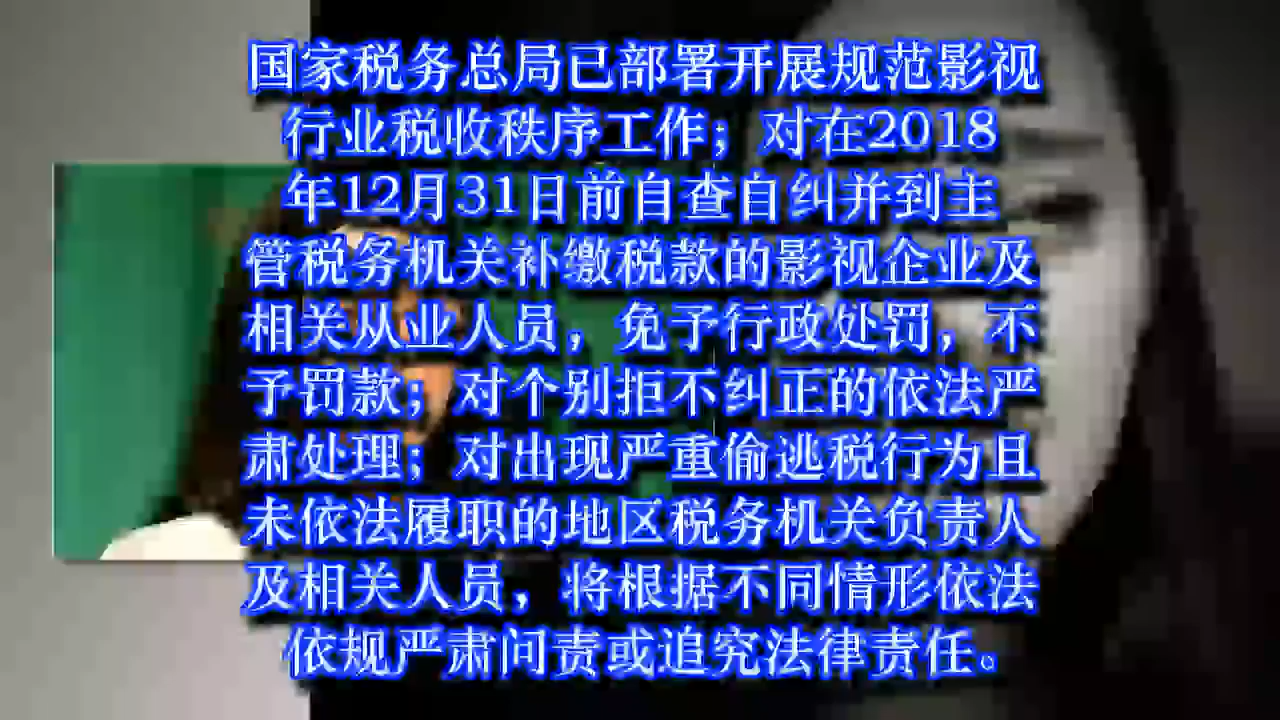 国家税务总局已部署开展规范影视
行业税收秩序工作；对在2018
年12月31日前自查自纠并到主
管税务机关补缴税款的影视企业及
相关从业人员，免予行政处罚，不
予罚款；对个别拒不纠正的依法严
肃处理；对出现严重偷逃税行为且
未依法履职的地区税务机关负责人
及相关人员，将根据不同情形依法
依规严肃问责或追究法律责任。